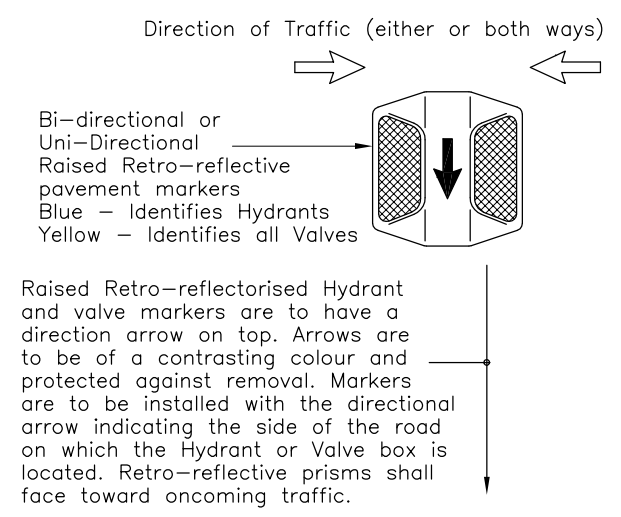 Direction of Traffic (either or both ways)
Bi-directional or
Uni-Directional
Raised Retro-reflective
pavement markers
Blue - Identifies Hydrants
Yellow - Identifies all Valves
Raised Retro-reflectorised Hydrant
and valve markers are to have a
direction arrow on top. Arrows are
to be of a contrasting colour and
protected against removal. Markers
are to be installed with the directional
arrow indicating the side of the road
on which the Hydrant or Valve box is
located. Retro-reflective prisms shall
face toward oncoming traffic.